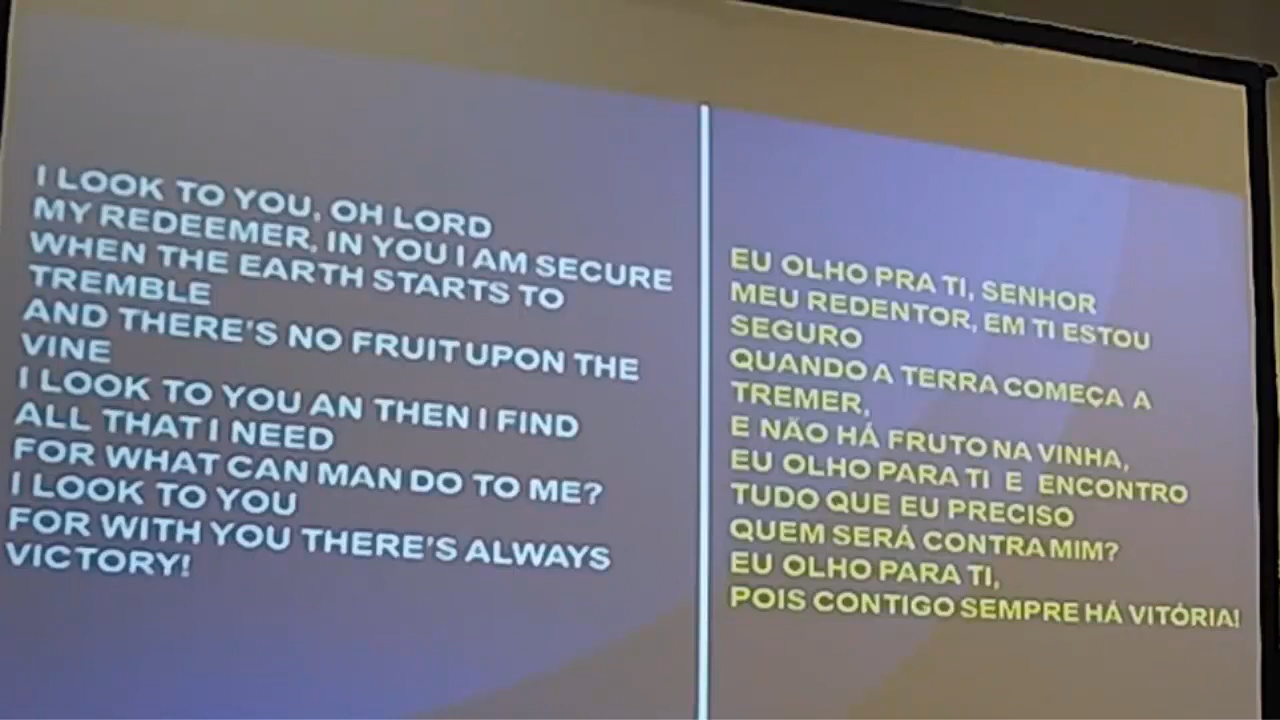 I LOOK TO YOU, OH LORD
MY REDEEMER, IN YOU I AM SECURE
WHEN THE EARTH STARTS TO
TREMBLE
AND THERE'S NO FRUIT UPON THE
VINE
I LOOK TO YOU AN THEN I FIND
ALL THAT I NEED
FOR WHAT CAN MAN DO TO ME?
I LOOK TO YOU
FOR WITH YOU THERE'S ALWAYS
VICTORY!
EU OLHO PRA TI, SENHOR
MEU REDENTOR, EM TI ESTOU
SEGURO
QUANDO A TERRA COMEÇA A
TREMER,
E NÃO HÁ FRUTO NA VINHA,
EU OLHO PARA TI E ENCONTRO
TUDO QUE EU PRECISO
QUEM SERÁ CONTRA MIM?
EU OLHO PARA TI,
POIS CONTIGO SEMPRE HÁ VITÓRIA!